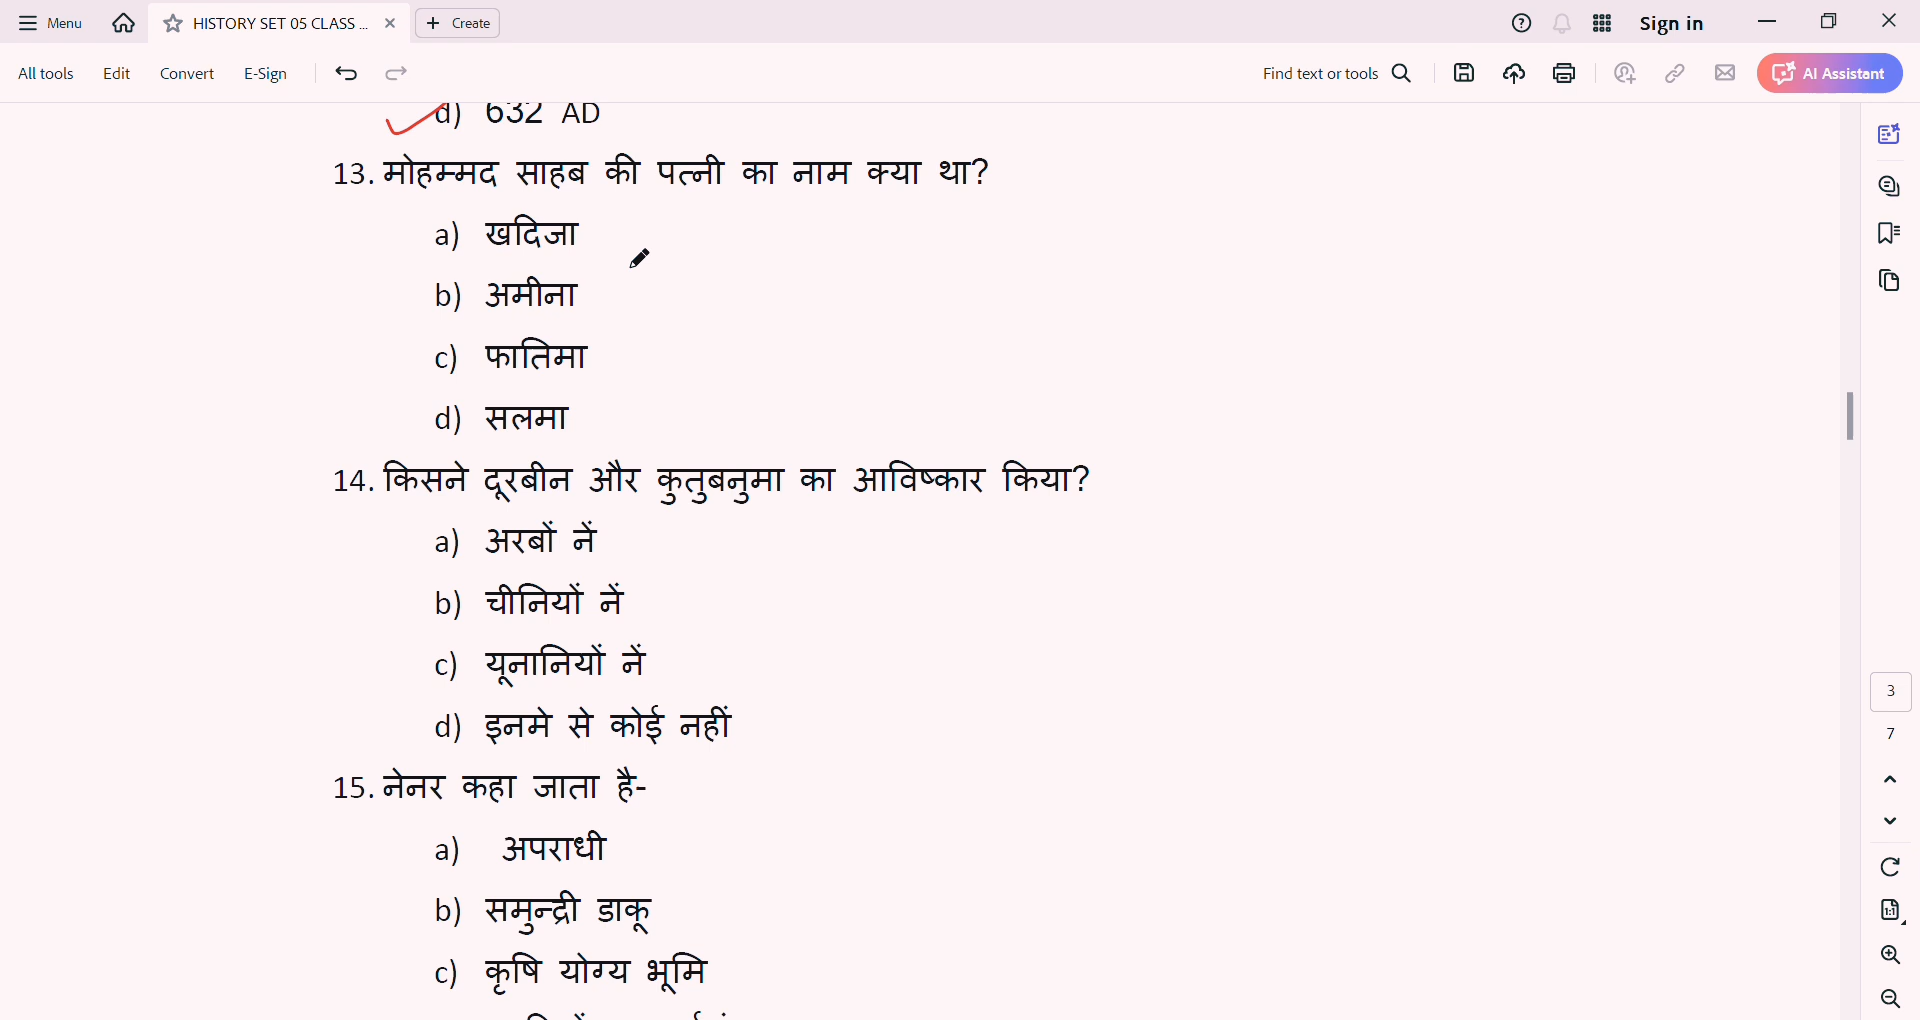 Menu
HISTORY SET 05 CLASS ...
Create
Sign in
All tools
Edit
Convert
E-Sign
Find text or tools
AI Assistant
d) 632 AD
13. मोहम्मद साहब की पत्नी का नाम क्या था?
a) खदिजा
b) अमीना
c) फातिमा
d) सलमा
14. किसने दूरबीन और कुतुबनुमा का आविष्कार किया?
a) अरबों नें
b) चीनियों नें
c) यूनानियों नें
d) इनमे से कोई नहीं
15. नेनर कहा जाता है-
a) अपराधी
b) समुन्द्री डाकू
c) कृषि योग्य भूमि
3
7
1:1